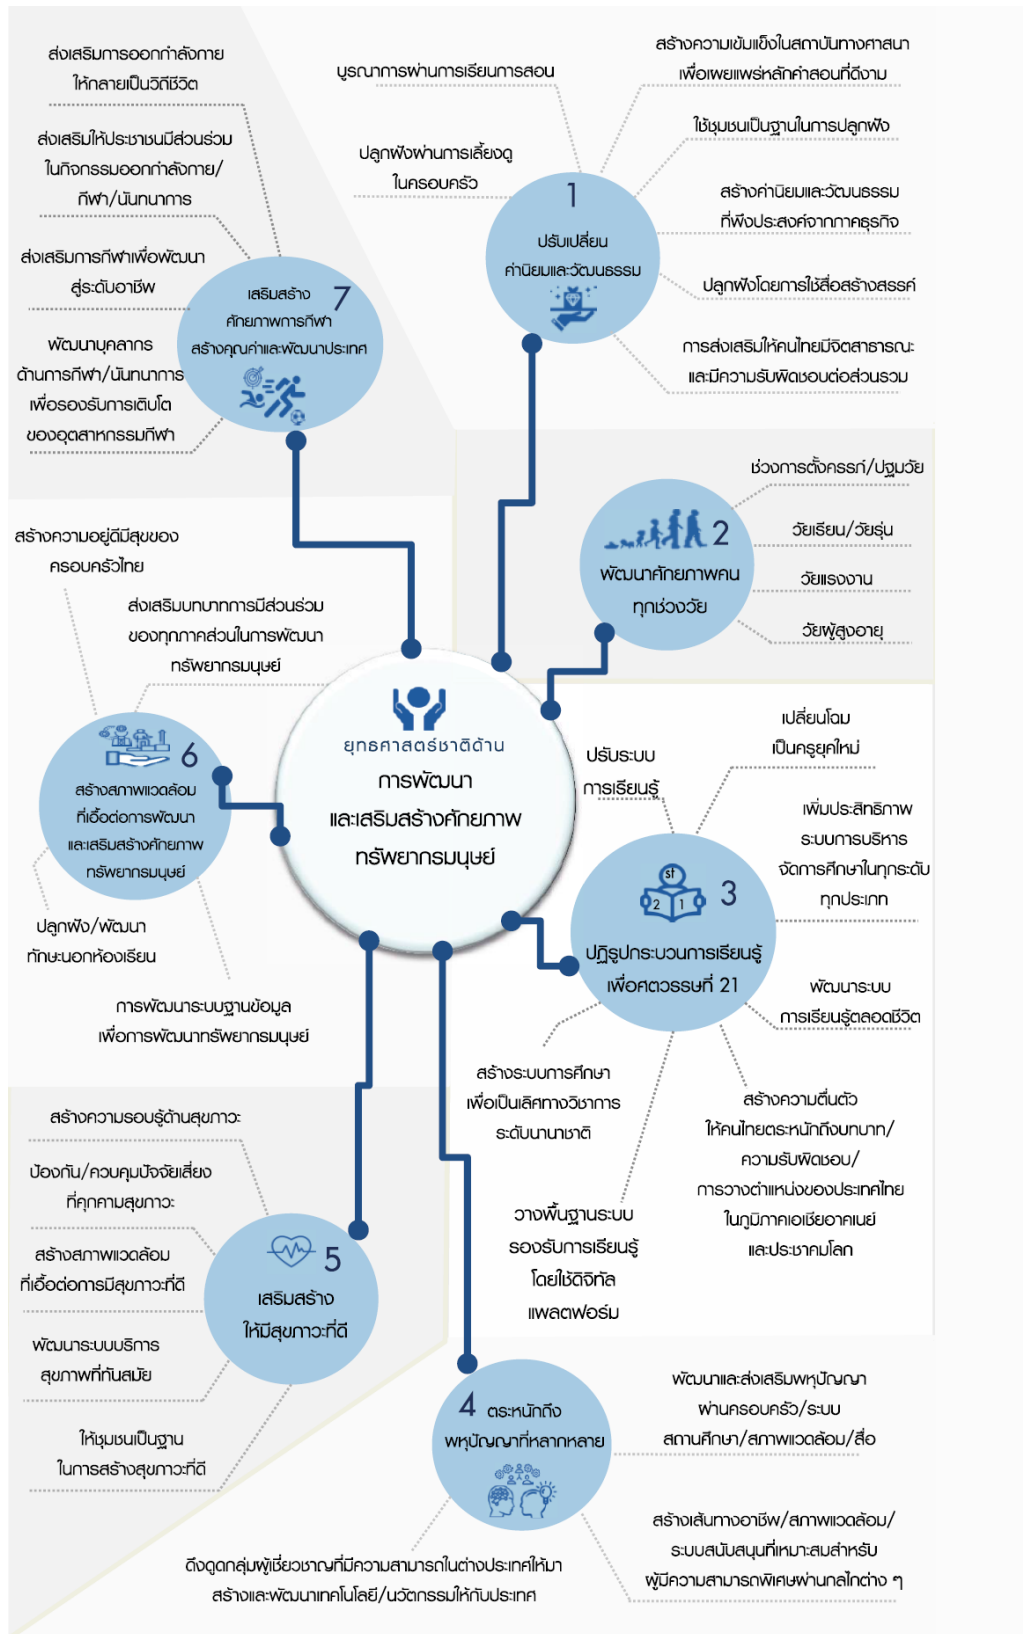 ยุทธศาสตร์ชาติด้าน
การพัฒนา
และเสริมสร้างศักยภาพ
ทรัพยากรมนุษย์
1
ปรับเปลี่ยน
ค่านิยมและวัฒนธรรม
ปลูกฝังผ่านการเลี้ยงดู
ในครอบครัว
บูรณาการผ่านการเรียนการสอน
สร้างความเข้มแข็งในสถาบันทางศาสนา
เพื่อเผยแพร่หลักคำสอนที่ดีงาม
ใช้ชุมชนเป็นฐานในการปลูกฝัง
สร้างค่านิยมและวัฒนธรรม
ที่พึงประสงค์จากภาคธุรกิจ
ปลูกฝังโดยการใช้สื่อสร้างสรรค์
การส่งเสริมให้คนไทยมีจิตสาธารณะ
และมีความรับผิดชอบต่อส่วนรวม
2
พัฒนาศักยภาพคน
ทุกช่วงวัย
ช่วงการตั้งครรภ์/ปฐมวัย
วัยเรียน/วัยรุ่น
วัยแรงงาน
วัยผู้สูงอายุ
st
2 1
3
ปฏิรูปกระบวนการเรียนรู้
เพื่อศตวรรษที่ 21
ปรับระบบ
การเรียนรู้
เปลี่ยนโฉม
เป็นครูยุคใหม่
เพิ่มประสิทธิภาพ
ระบบการบริหาร
จัดการศึกษาในทุกระดับ
ทุกประเภท
พัฒนาระบบ
การเรียนรู้ตลอดชีวิต
สร้างความตื่นตัว
ให้คนไทยตระหนักถึงบทบาท/
ความรับผิดชอบ/
การวางตำแหน่งของประเทศไทย
ในภูมิภาคเอเชียอาคเนย์
และประชาคมโลก
วางพื้นฐานระบบ
รองรับการเรียนรู้
โดยใช้ดิจิทัล
แพลตฟอร์ม
สร้างระบบการศึกษา
เพื่อเป็นเลิศทางวิชาการ
ระดับนานาชาติ
4 ตระหนักถึง
พหุปัญญาที่หลากหลาย
พัฒนาและส่งเสริมพหุปัญญา
ผ่านครอบครัว/ระบบ
สถานศึกษา/สภาพแวดล้อม/สื่อ
สร้างเส้นทางอาชีพ/สภาพแวดล้อม/
ระบบสนับสนุนที่เหมาะสมสำหรับ
ผู้มีความสามารถพิเศษผ่านกลไกต่าง ๆ
ดึงดูดกลุ่มผู้เชี่ยวชาญที่มีความสามารถในต่างประเทศให้มา
สร้างและพัฒนาเทคโนโลยี/นวัตกรรมให้กับประเทศ
5
เสริมสร้าง
ให้มีสุขภาวะที่ดี
สร้างความรอบรู้ด้านสุขภาวะ
ป้องกัน/ควบคุมปัจจัยเสี่ยง
ที่คุกคามสุขภาวะ
สร้างสภาพแวดล้อม
ที่เอื้อต่อการมีสุขภาวะที่ดี
พัฒนาระบบบริการ
สุขภาพที่ทันสมัย
ให้ชุมชนเป็นฐาน
ในการสร้างสุขภาวะที่ดี
6
สร้างสภาพแวดล้อม
ที่เอื้อต่อการพัฒนา
และเสริมสร้างศักยภาพ
ทรัพยากรมนุษย์
สร้างความอยู่ดีมีสุขของ
ครอบครัวไทย
ส่งเสริมบทบาทการมีส่วนร่วม
ของทุกภาคส่วนในการพัฒนา
ทรัพยากรมนุษย์
ปลูกฝัง/พัฒนา
ทักษะนอกห้องเรียน
การพัฒนาระบบฐานข้อมูล
เพื่อการพัฒนาทรัพยากรมนุษย์
7
เสริมสร้าง
ศักยภาพการกีฬา
สร้างคุณค่าและพัฒนาประเทศ
ส่งเสริมการออกกำลังกาย
ให้กลายเป็นวิถีชีวิต
ส่งเสริมให้ประชาชนมีส่วนร่วม
ในกิจกรรมออกกำลังกาย/
กีฬา/นันทนาการ
ส่งเสริมการกีฬาเพื่อพัฒนา
สู่ระดับอาชีพ
พัฒนาบุคลากร
ด้านการกีฬา/นันทนาการ
เพื่อรองรับการเติบโต
ของอุตสาหกรรมกีฬา